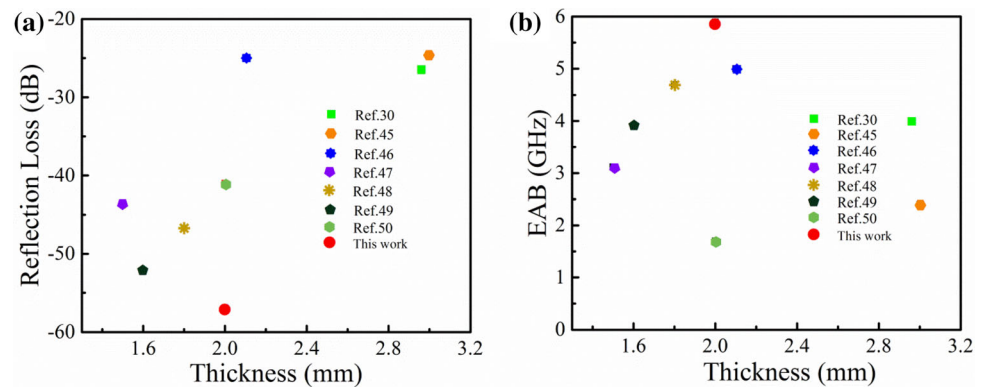 (a)
-20
-30
-40
-50
-60
Reflection Loss (dB)
1.6
2.0
2.4
2.8
3.2
Thickness (mm)
Ref.30
Ref.45
Ref.46
Ref.47
Ref.48
Ref.49
Ref.50
This work
(b)
6
5
4
3
2
1
0
EAB (GHz)
1.6
2.0
2.4
2.8
3.2
Thickness (mm)
Ref.30
Ref.45
Ref.46
Ref.47
Ref.48
Ref.49
Ref.50
This work